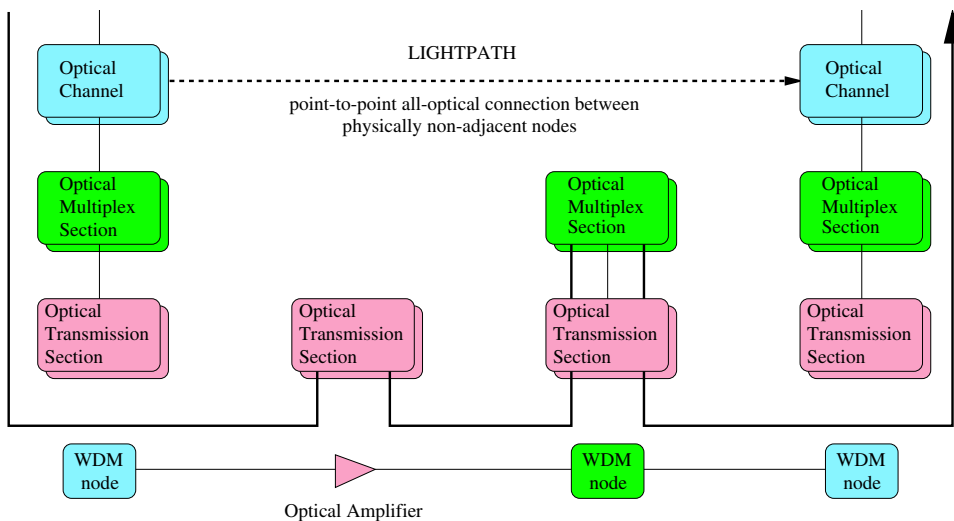 LIGHTPATH
Optical
Channel
Optical
Channel
point-to-point all-optical connection between
physically non-adjacent nodes
Optical
Multiplex
Section
Optical
Multiplex
Section
Optical
Multiplex
Section
Optical
Transmission
Section
Optical
Transmission
Section
Optical
Transmission
Section
Optical
Transmission
Section
WDM
node
WDM
node
WDM
node
Optical Amplifier